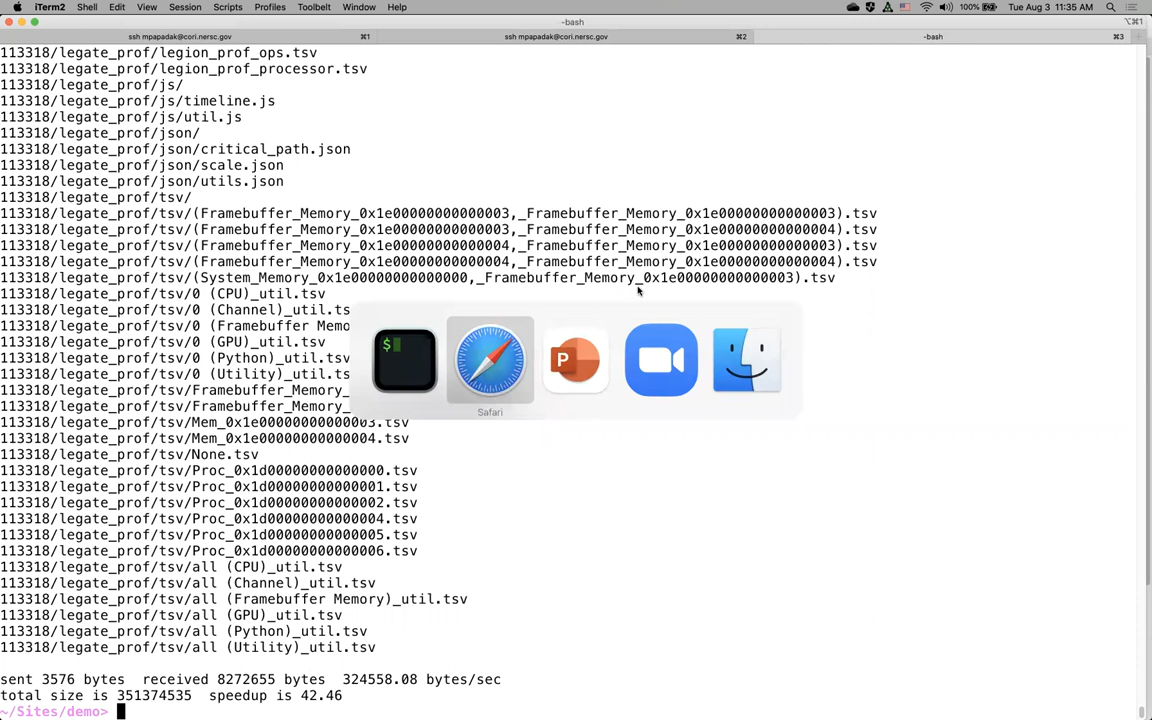 iTerm2 Shell Edit View Session Scripts Profiles Toolbelt Window Help 100% Tue Aug 3 11:35 AM
-bash ⌥⌘1
ssh mpapadak@cori.nersc.gov ⌘1 ssh mpapadak@cori.nersc.gov ⌘2 -bash ⌘3
113318/legate_prof/legion_prof_ops.tsv
113318/legate_prof/legion_prof_processor.tsv
113318/legate_prof/js/
113318/legate_prof/js/timeline.js
113318/legate_prof/js/util.js
113318/legate_prof/json/
113318/legate_prof/json/critical_path.json
113318/legate_prof/json/scale.json
113318/legate_prof/json/utils.json
113318/legate_prof/tsv/
113318/legate_prof/tsv/(Framebuffer_Memory_0x1e00000000000003,_Framebuffer_Memory_0x1e00000000000003).tsv
113318/legate_prof/tsv/(Framebuffer_Memory_0x1e00000000000003,_Framebuffer_Memory_0x1e00000000000004).tsv
113318/legate_prof/tsv/(Framebuffer_Memory_0x1e00000000000004,_Framebuffer_Memory_0x1e00000000000003).tsv
113318/legate_prof/tsv/(Framebuffer_Memory_0x1e00000000000004,_Framebuffer_Memory_0x1e00000000000004).tsv
113318/legate_prof/tsv/(System_Memory_0x1e00000000000000,_Framebuffer_Memory_0x1e00000000000003).tsv
113318/legate_prof/tsv/0 (CPU)_util.tsv
113318/legate_prof/tsv/0 (Channel)_util.ts
113318/legate_prof/tsv/0 (Framebuffer Memo
113318/legate_prof/tsv/0 (GPU)_util.tsv
113318/legate_prof/tsv/0 (Python)_util.tsv
113318/legate_prof/tsv/0 (Utility)_util.ts
113318/legate_prof/tsv/Framebuffer_Memory_
113318/legate_prof/tsv/Framebuffer_Memory_
113318/legate_prof/tsv/Mem_0x1e00000000000003.tsv
113318/legate_prof/tsv/Mem_0x1e00000000000004.tsv
113318/legate_prof/tsv/None.tsv
113318/legate_prof/tsv/Proc_0x1d00000000000000.tsv
113318/legate_prof/tsv/Proc_0x1d00000000000001.tsv
113318/legate_prof/tsv/Proc_0x1d00000000000002.tsv
113318/legate_prof/tsv/Proc_0x1d00000000000004.tsv
113318/legate_prof/tsv/Proc_0x1d00000000000005.tsv
113318/legate_prof/tsv/Proc_0x1d00000000000006.tsv
113318/legate_prof/tsv/all (CPU)_util.tsv
113318/legate_prof/tsv/all (Channel)_util.tsv
113318/legate_prof/tsv/all (Framebuffer Memory)_util.tsv
113318/legate_prof/tsv/all (GPU)_util.tsv
113318/legate_prof/tsv/all (Python)_util.tsv
113318/legate_prof/tsv/all (Utility)_util.tsv
$
P
Safari
sent 3576 bytes received 8272655 bytes 324558.08 bytes/sec
total size is 351374535 speedup is 42.46
~/Sites/demo>